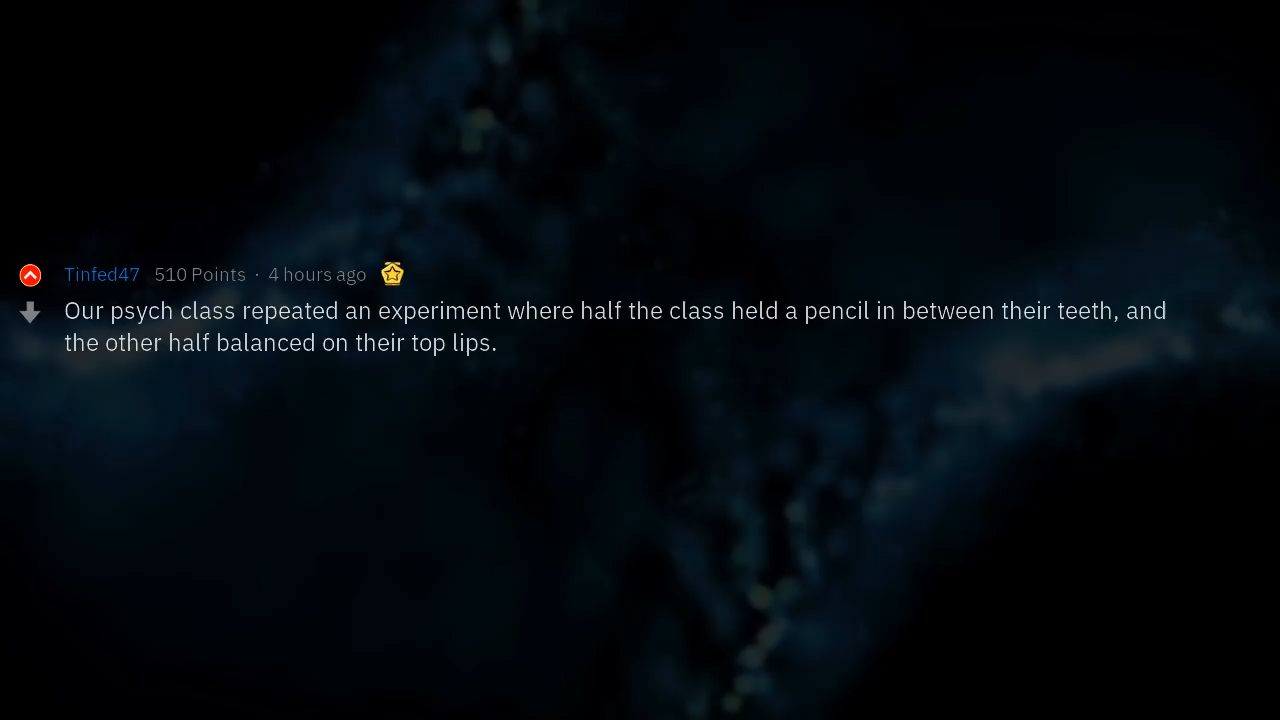 Tinfed47 510 Points · 4 hours ago
Our psych class repeated an experiment where half the class held a pencil in between their teeth, and
the other half balanced on their top lips.